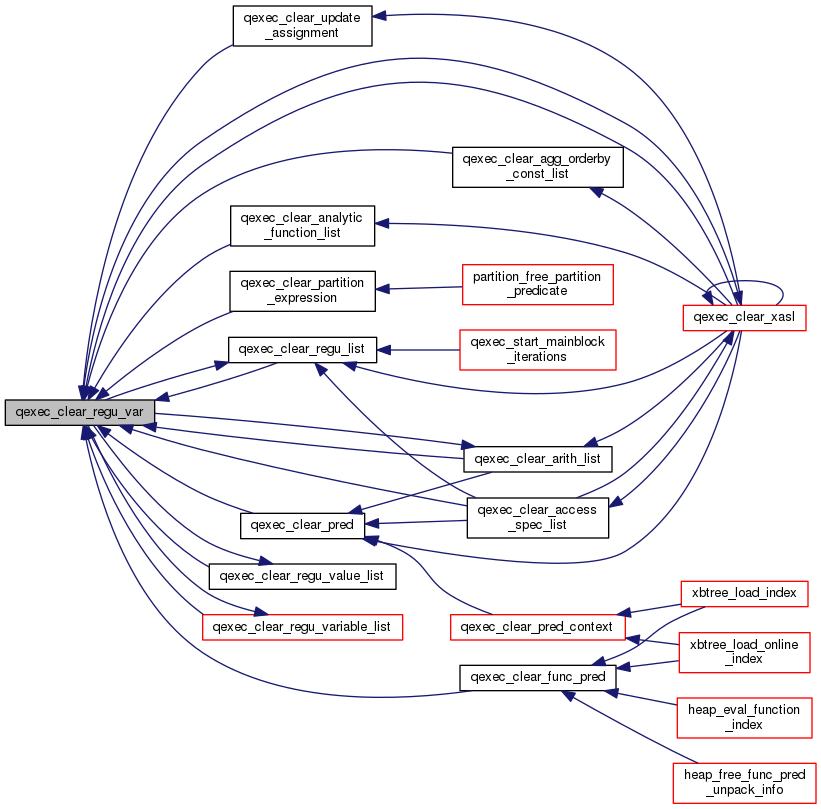 qexec_clear_update
_assignment
qexec_clear_agg_orderby
_const_list
qexec_clear_analytic
_function_list
qexec_clear_partition
_expression
partition_free_partition
_predicate
qexec_clear_xasl
qexec_clear_regu_list
qexec_start_mainblock
_iterations
qexec_clear_regu_var
qexec_clear_arith_list
qexec_clear_access
_spec_list
qexec_clear_pred
qexec_clear_regu_value_list
qexec_clear_regu_variable_list
qexec_clear_pred_context
xbtree_load_index
xbtree_load_online
_index
qexec_clear_func_pred
heap_eval_function
_index
heap_free_func_pred
_unpack_info